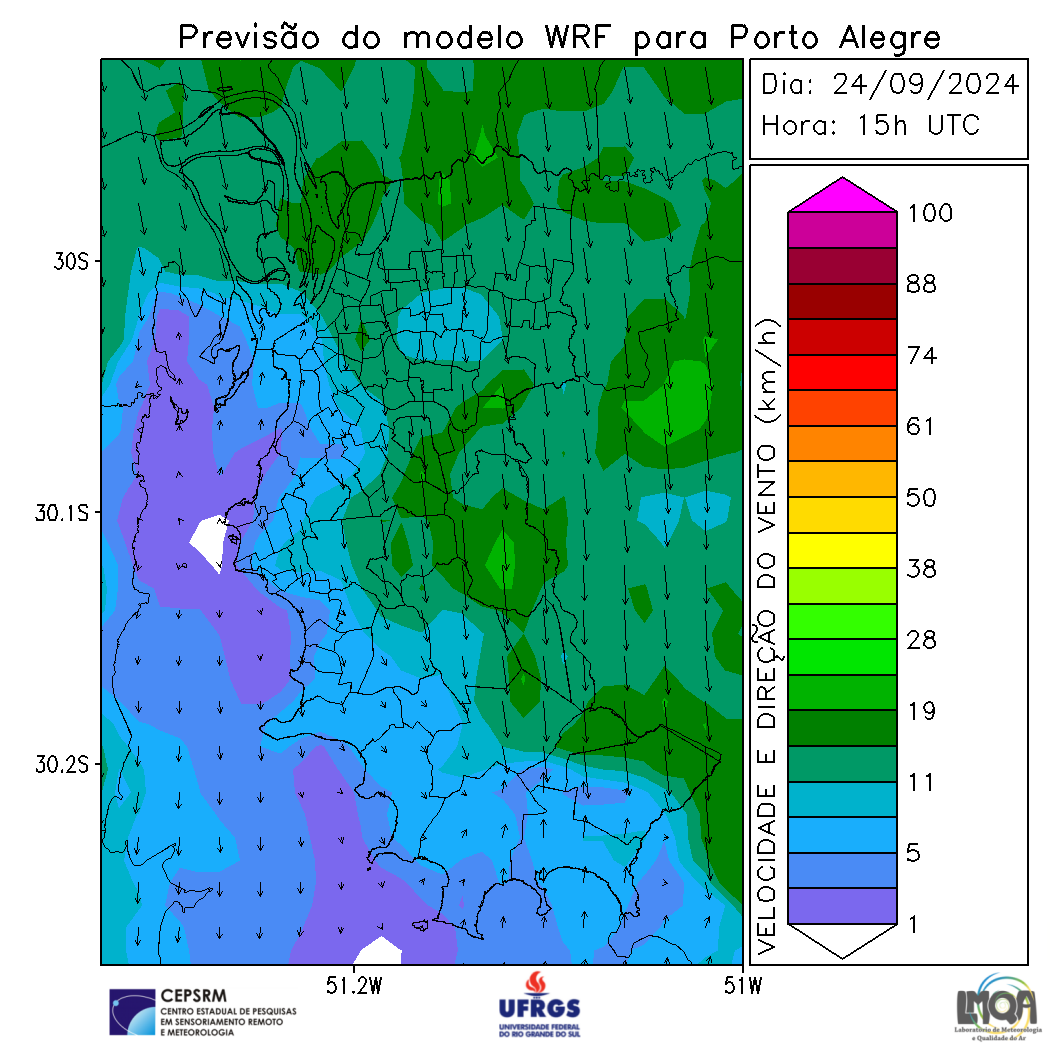 Previsão do modelo WRF para Porto Alegre
Dia: 24/09/2024
Hora: 15h UTC
30S
30.1S
30.2S
51.2W
51W
VELOCIDADE E DIREÇÃO DO VENTO (km/h)
100
88
74
61
50
38
28
19
11
5
1
CEPSRM
CENTRO ESTADUAL DE PESQUISAS
EM SENSORIAMENTO REMOTO
E METEOROLOGIA
UFRGS
UNIVERSIDADE FEDERAL
DO RIO GRANDE DO SUL
LMQA
Laboratório de Meteorologia
e Qualidade do Ar